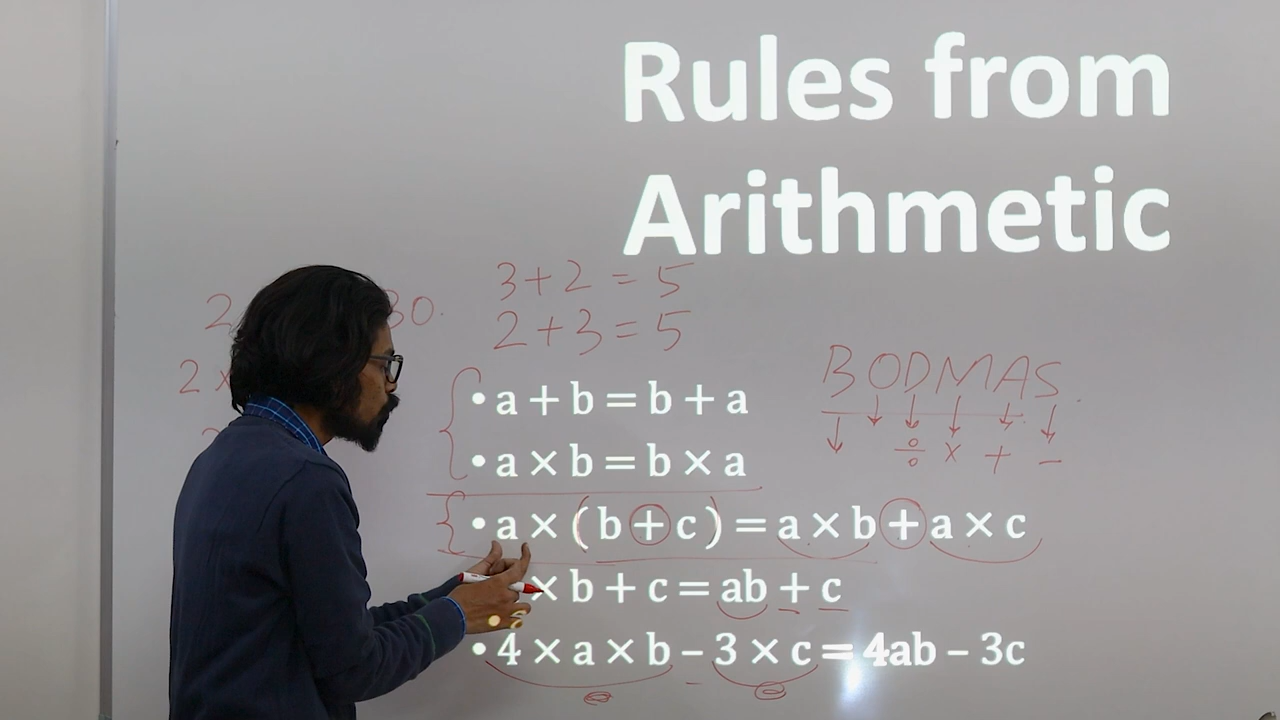 Rules from
Arithmetic
3+2=5
2+3=5
BODMAS
÷ × + −
• a + b = b + a
• a × b = b × a
• a × (b + c) = a × b + a × c
× b + c = ab + c
• 4 × a × b – 3 × c = 4ab – 3c